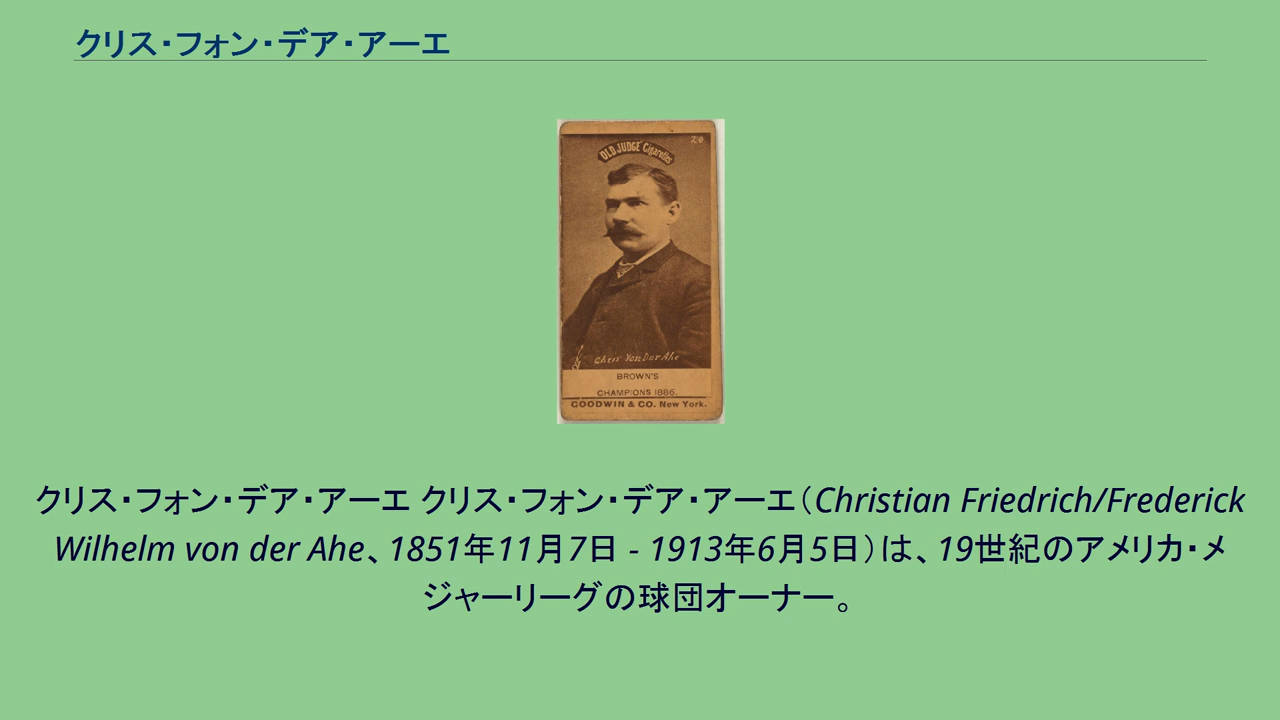 クリス・フォン・デア・アーエ
20
OLD JUDGE Cigarettes
Chris Von Der Ahe
BROWN'S
CHAMPIONS 1886.
GOODWIN & CO. New York.
クリス・フォン・デア・アーエ クリス・フォン・デア・アーエ（Christian Friedrich/Frederick
Wilhelm von der Ahe、1851年11月7日 - 1913年6月5日）は、19世紀のアメリカ・メ
ジャーリーグの球団オーナー。